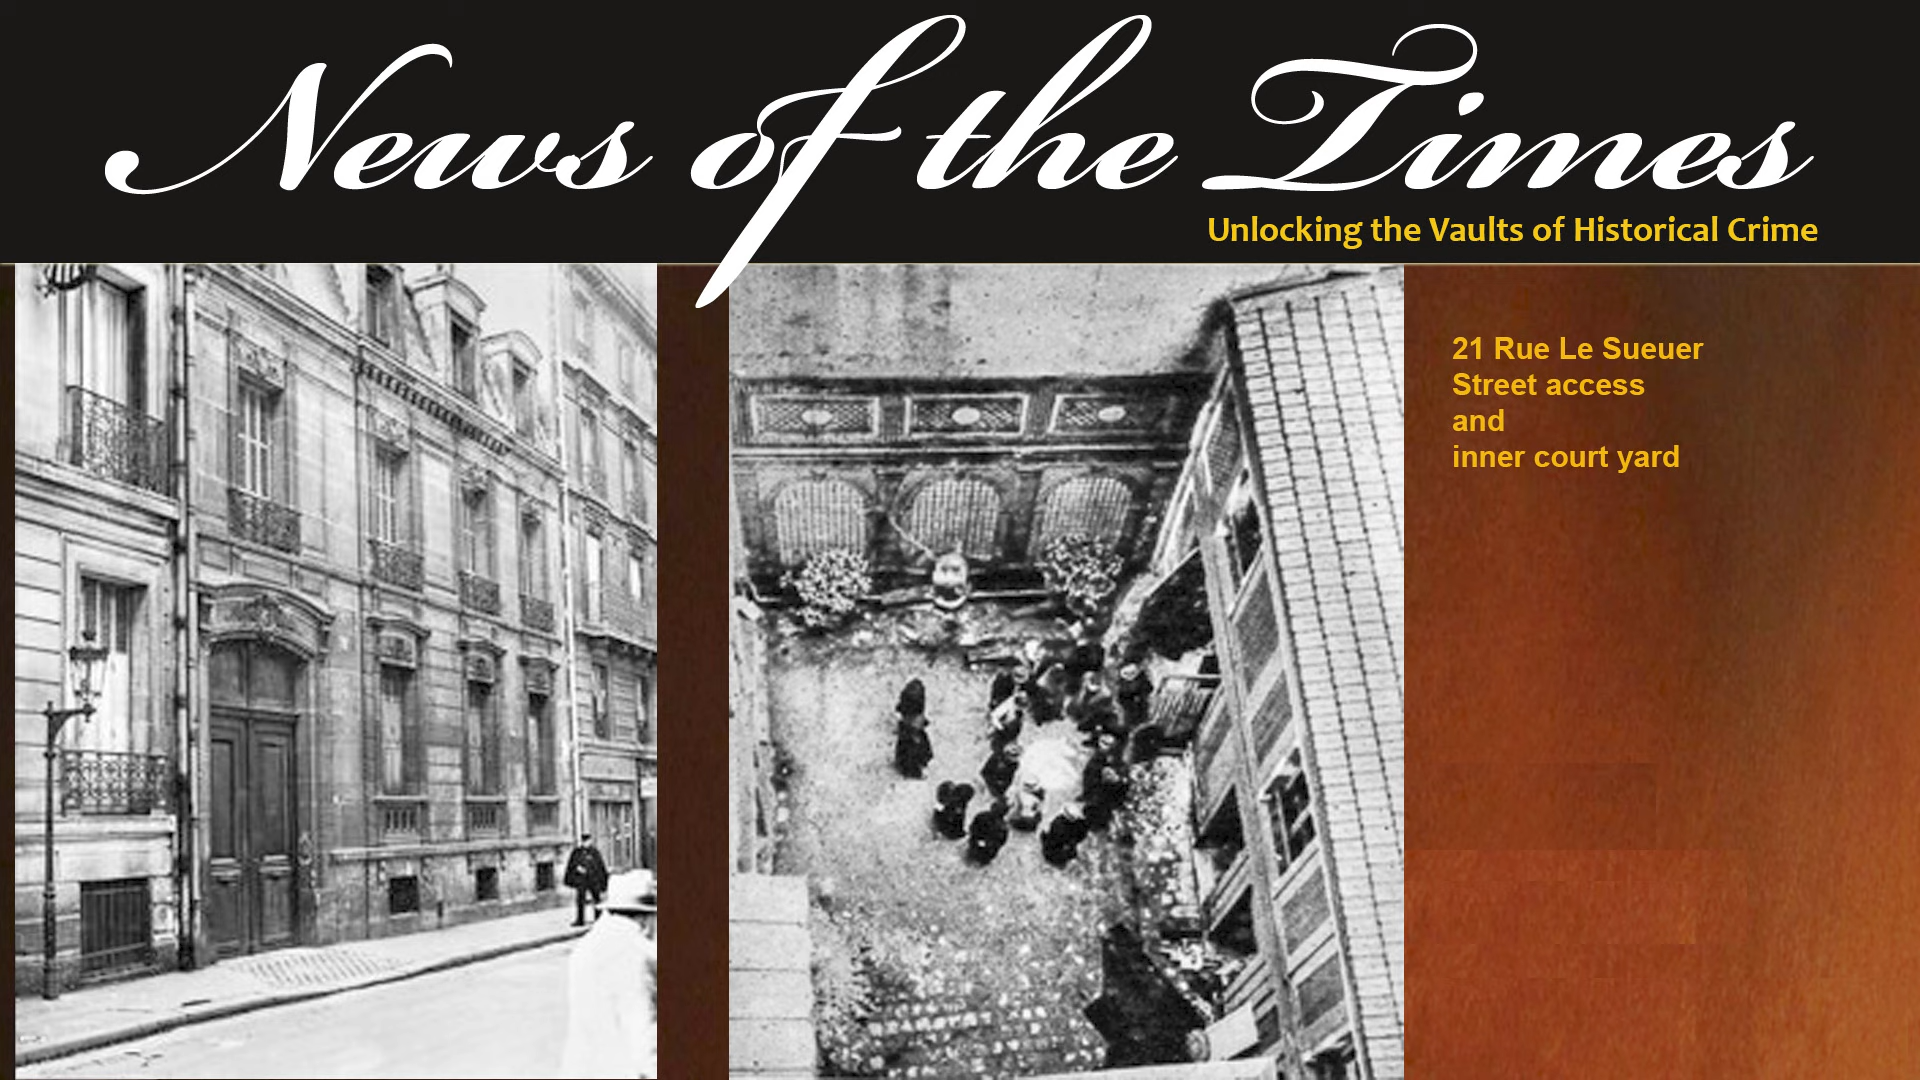 News of the Times
Unlocking the Vaults of Historical Crime
21 Rue Le Sueuer
Street access
and
inner court yard